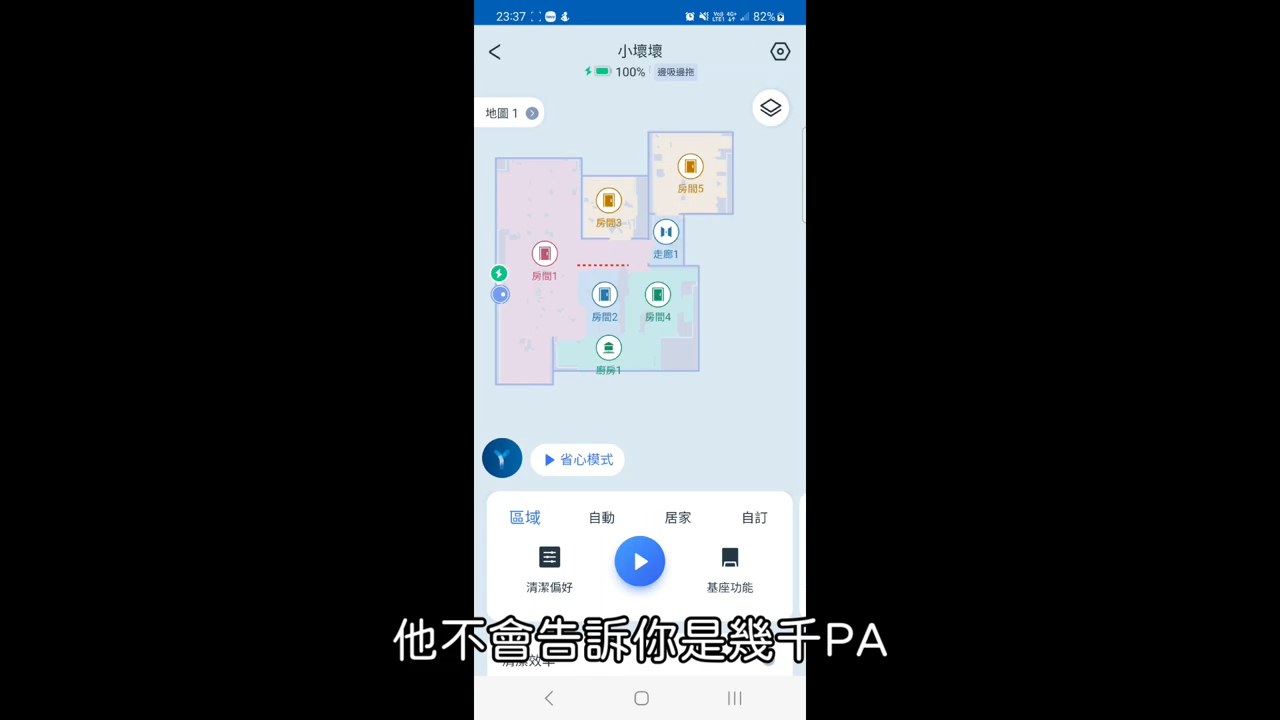 23:37
82%
小壞壞
100% 邊吸邊拖
地圖 1
房間5
房間3
走廊1
房間1
房間2
房間4
廚房1
省心模式
區域 自動 居家 自訂
清潔偏好 基座功能
他不會告訴你是幾千PA
清潔效率